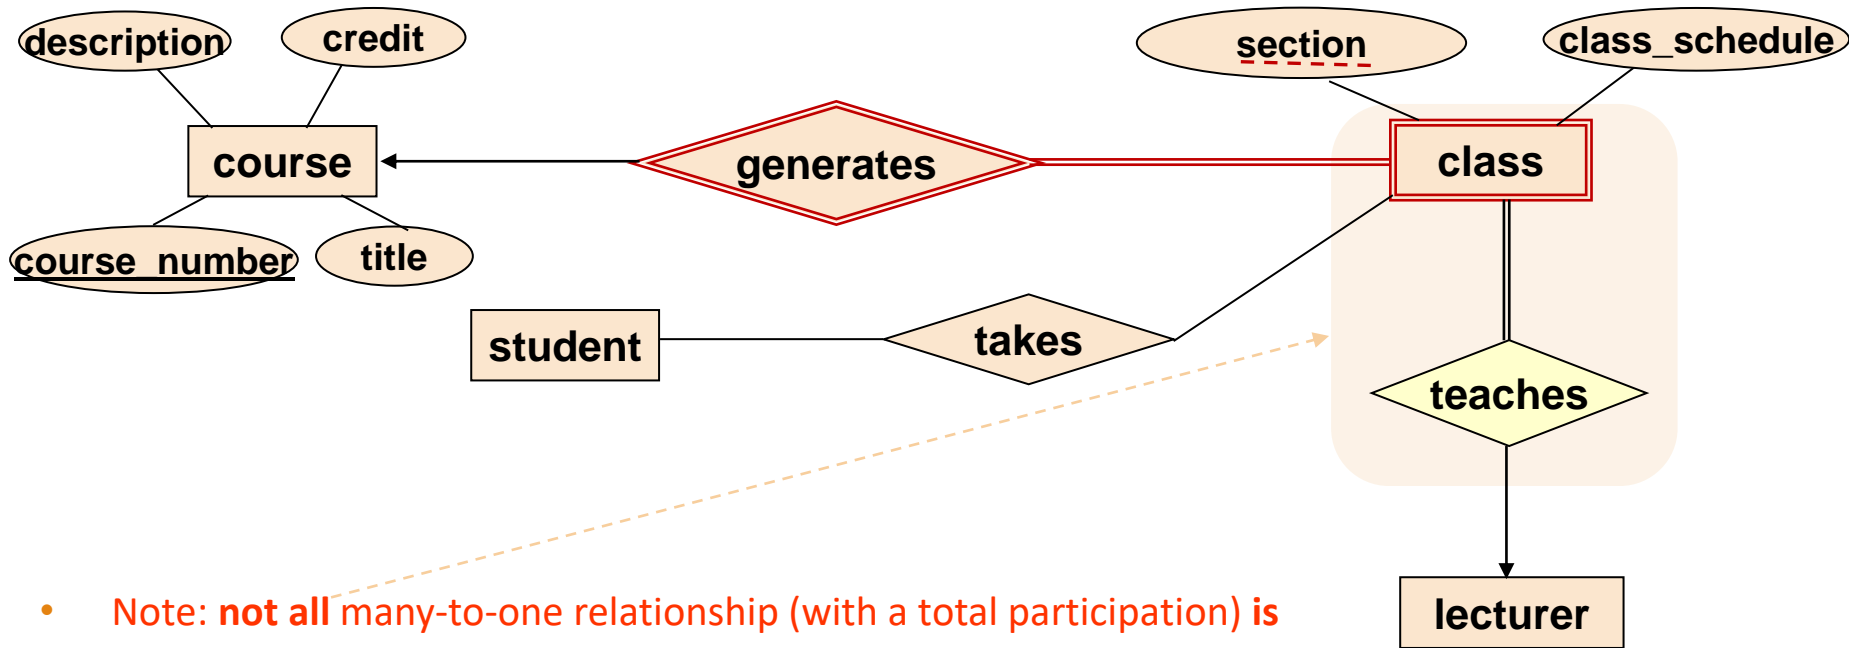 description
credit
section
class_schedule
course
generates
class
course_number
title
student
takes
teaches
• Note: not all many-to-one relationship (with a total participation) is
lecturer